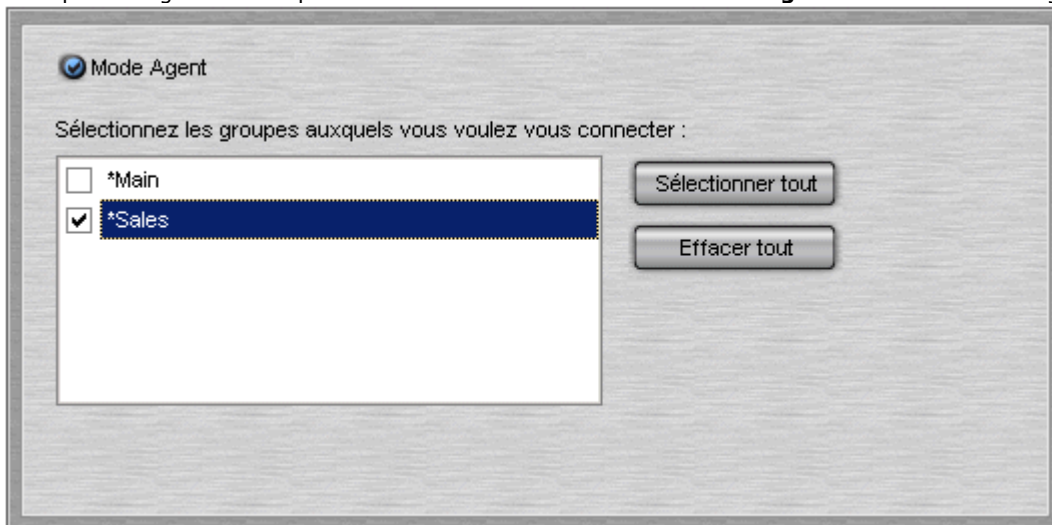 Mode Agent
Sélectionnez les groupes auxquels vous voulez vous connecter :
*Main
Sélectionner tout
*Sales
Effacer tout